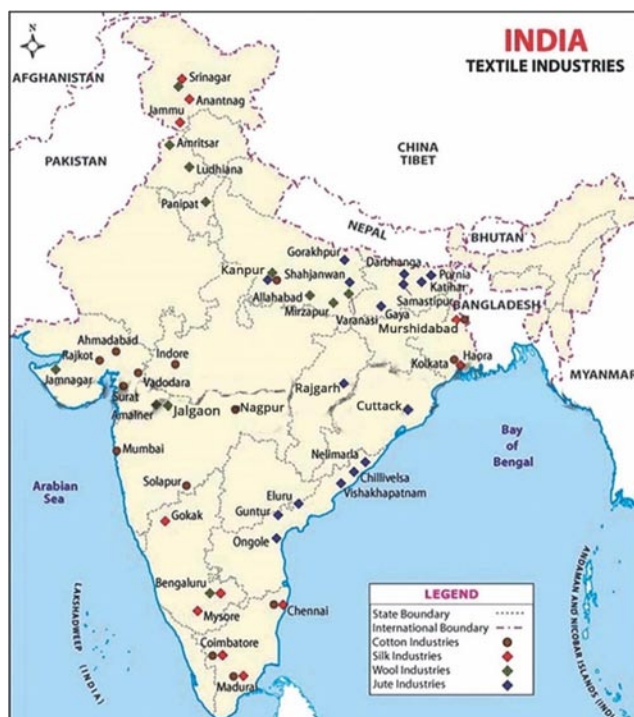 INDIA
TEXTILE INDUSTRIES
N
AFGHANISTAN
Srinagar
Anantnag
Jammu
CHINA
TIBET
PAKISTAN
Amritsar
Ludhiana
Panipat
NEPAL
BHUTAN
Gorakhpur
Darbhanga
Purnia
Kanpur
Shahjanwan
Katihar
Allahabad
Samastipur
BANGLADESH
Mirzapur
Varanasi
Gaya
Murshidabad
Ahmadabad
Rajkot
Indore
Kolkata
Haora
MYANMAR
Jamnagar
Vadodara
Surat
Rajgarh
Amalner
Jalgaon
Nagpur
Cuttack
Mumbai
Bay
of
Bengal
Nelimarla
Arabian
Sea
Solapur
Chillivelsa
Eluru
Vishakhapatnam
Gokak
Guntur
Ongole
Bengaluru
LEGEND
Mysore
Chennai
State Boundary
International Boundary
Cotton Industries
Coimbatore
Silk Industries
Wool Industries
Madurai
Jute Industries
LAKSHADWEEP (INDIA)
ANDAMAN AND NICOBAR ISLANDS (INDI